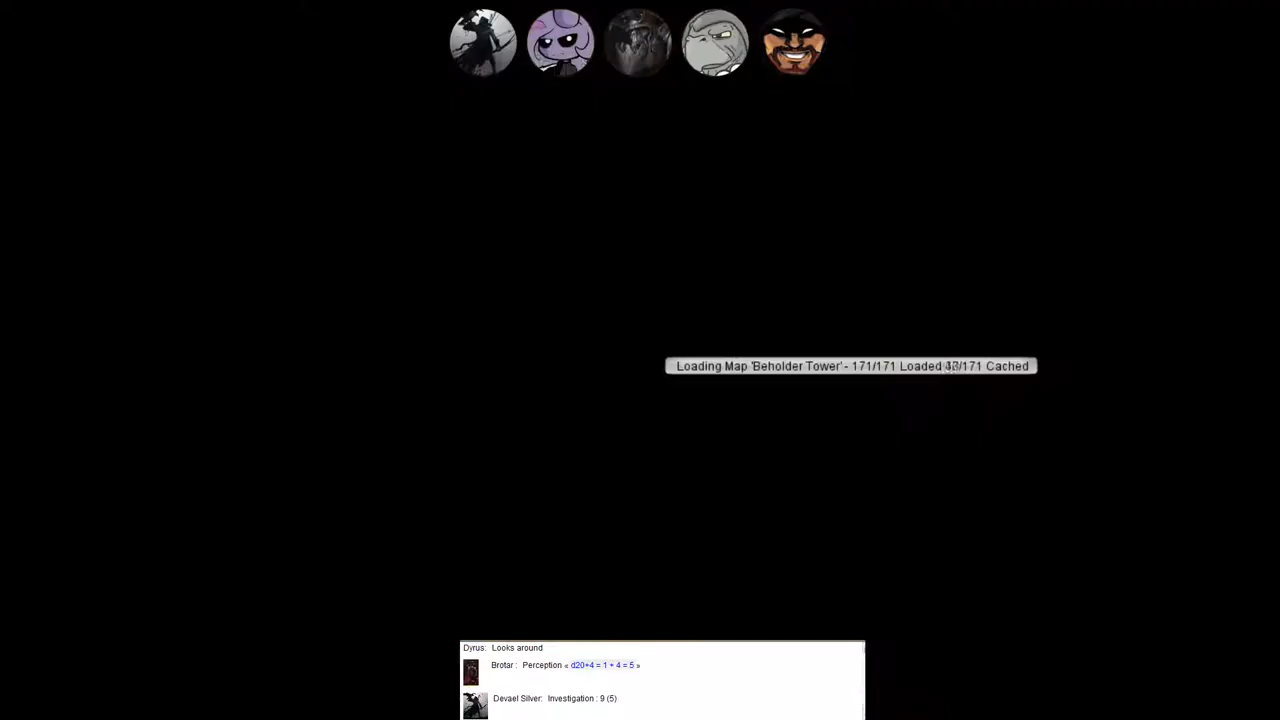 Loading Map 'Beholder Tower' - 171/171 Loaded /171 Cached
Dyrus: Looks around
Brotar : Perception « d20+4 = 1 + 4 = 5 »
Devael Silver: Investigation : 9 (5)